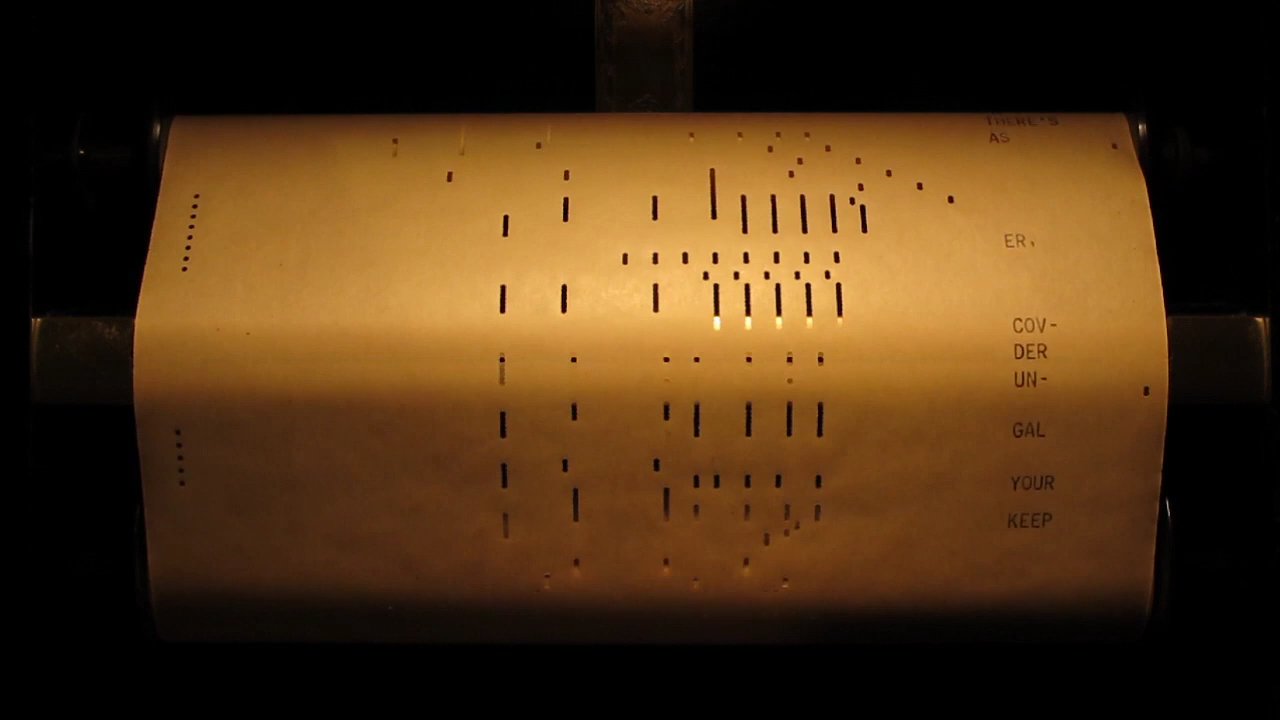 THERE'S
AS
ER,
COV-
DER
UN-
GAL
YOUR
KEEP